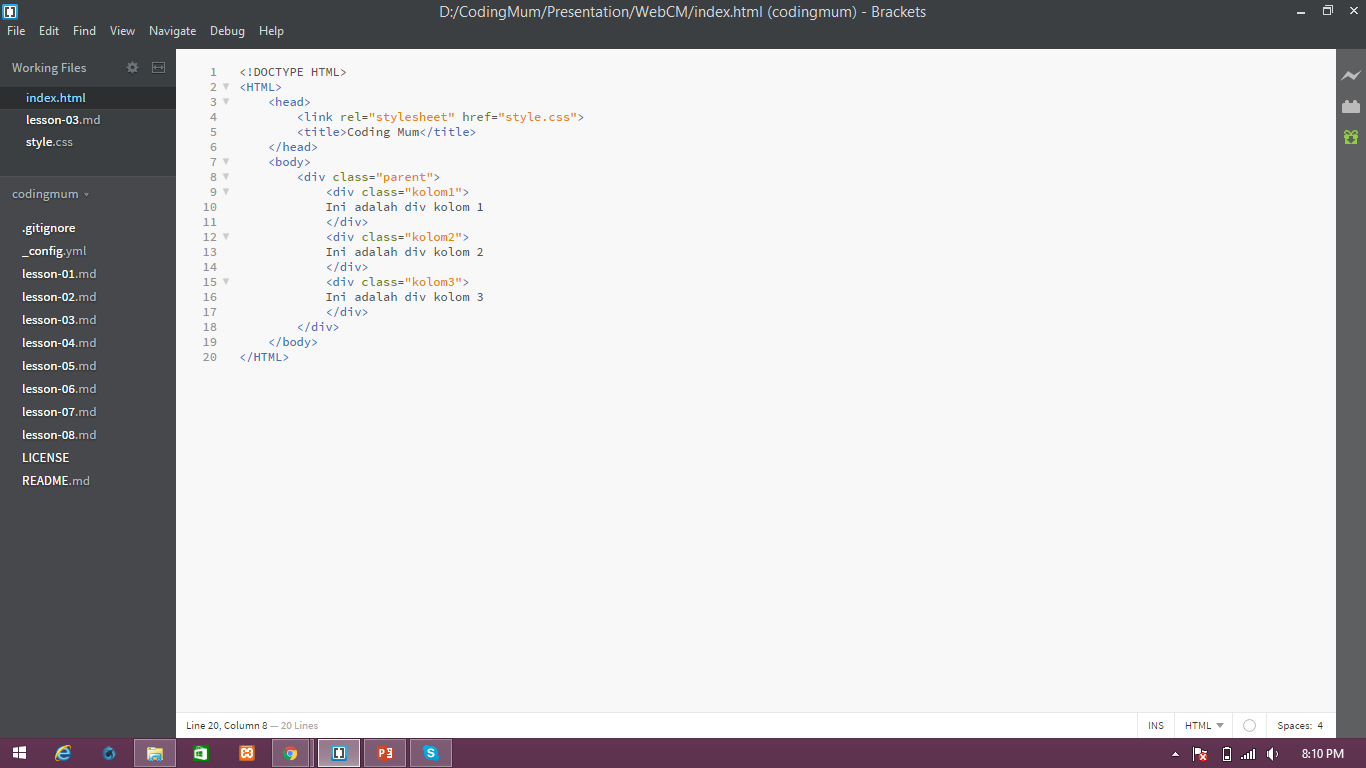 D:/CodingMum/Presentation/WebCM/index.html (codingmum) - Brackets
File Edit Find View Navigate Debug Help
Working Files
index.html
lesson-03.md
style.css
codingmum
.gitignore
_config.yml
lesson-01.md
lesson-02.md
lesson-03.md
lesson-04.md
lesson-05.md
lesson-06.md
lesson-07.md
lesson-08.md
LICENSE
README.md
1 <!DOCTYPE HTML>
2 <HTML>
3     <head>
4         <link rel="stylesheet" href="style.css">
5         <title>Coding Mum</title>
6     </head>
7     <body>
8         <div class="parent">
9             <div class="kolom1">
10             Ini adalah div kolom 1
11             </div>
12             <div class="kolom2">
13             Ini adalah div kolom 2
14             </div>
15             <div class="kolom3">
16             Ini adalah div kolom 3
17             </div>
18         </div>
19     </body>
20 </HTML>
Line 20, Column 8 — 20 Lines
INS HTML Spaces: 4
8:10 PM